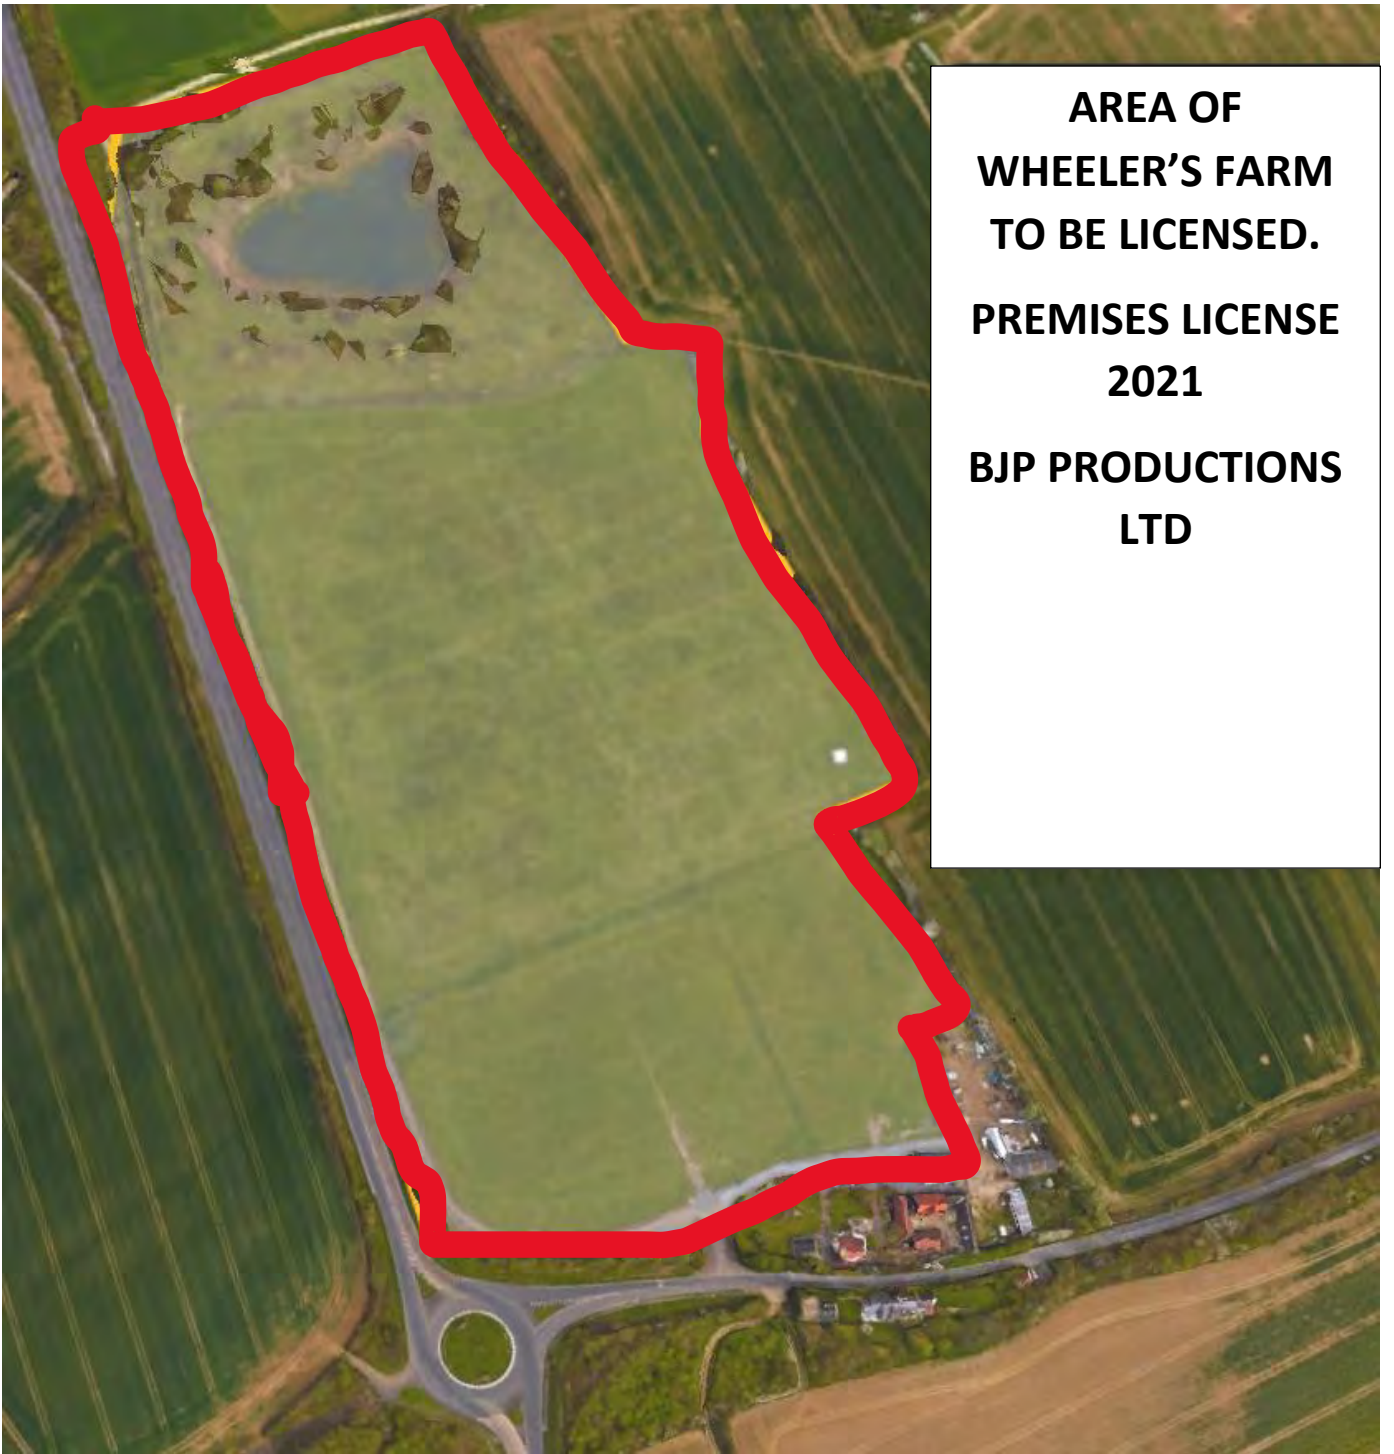 AREA OF
WHEELER’S FARM
TO BE LICENSED.
PREMISES LICENSE
2021
BJP PRODUCTIONS
LTD